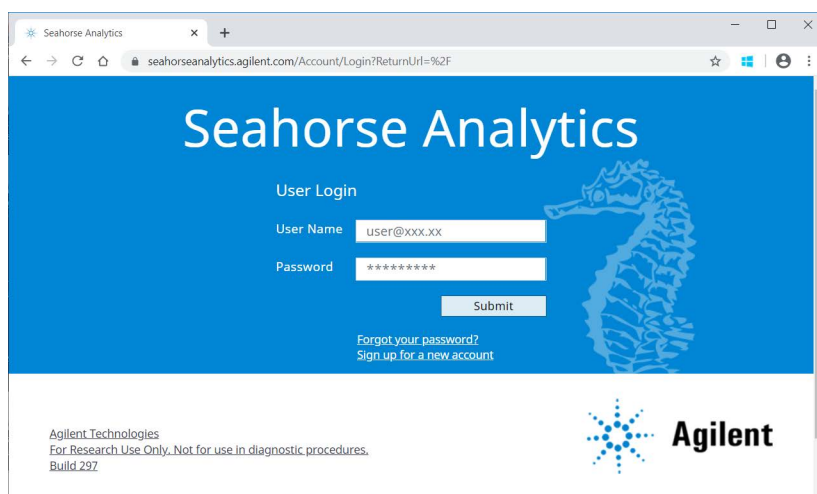 Seahorse Analytics
seahorseanalytics.agilent.com/Account/Login?ReturnUrl=%2F
Seahorse Analytics
User Login
User Name
user@xxx.xx
Password
*********
Submit
Forgot your password?
Sign up for a new account
Agilent Technologies
For Research Use Only. Not for use in diagnostic procedures.
Build 297
Agilent